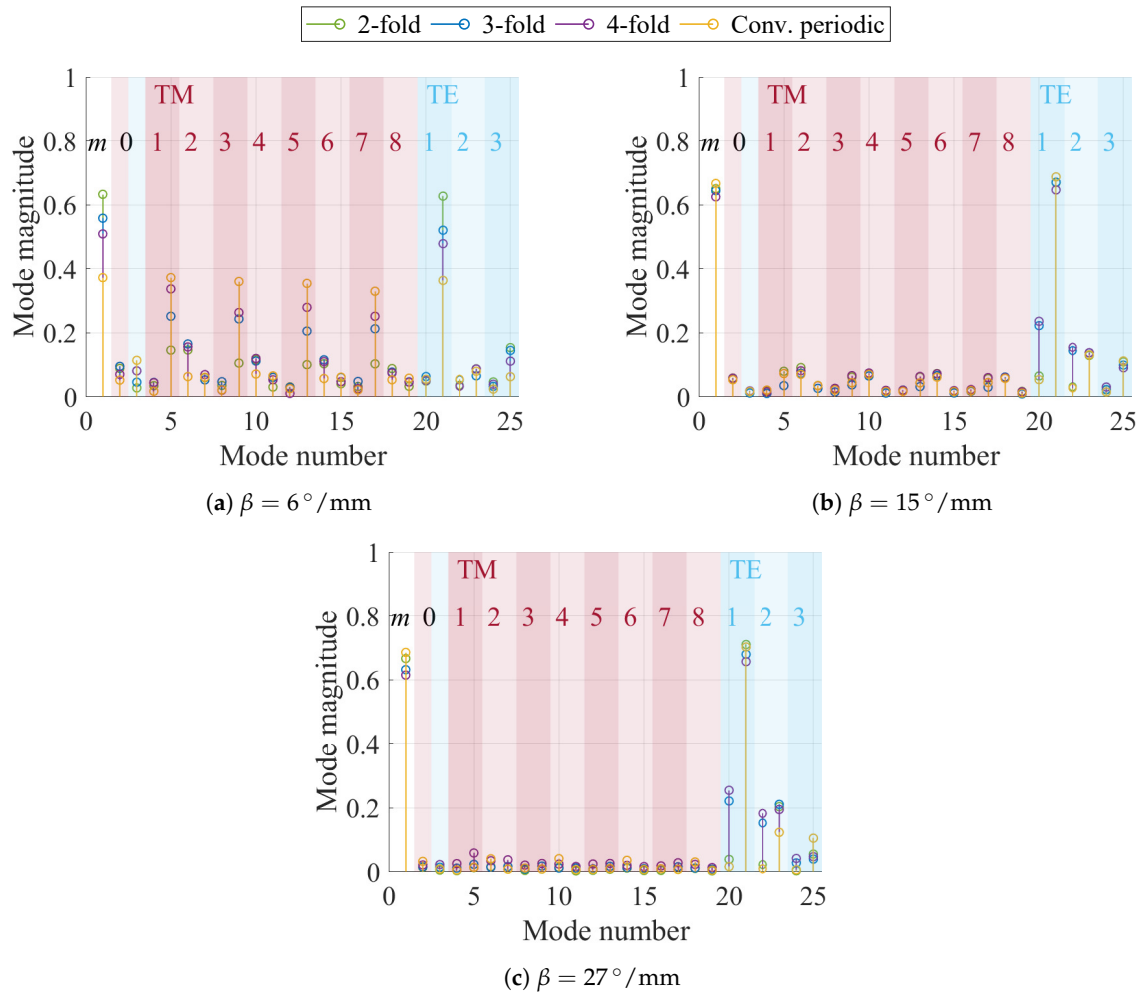 2-fold 3-fold 4-fold Conv. periodic
1
0.8
0.6
0.4
0.2
0
Mode magnitude
TM TE
m 0 1 2 3 4 5 6 7 8 1 2 3
0 5 10 15 20 25
Mode number
(a) β = 6 °/mm
1
0.8
0.6
0.4
0.2
0
Mode magnitude
TM TE
m 0 1 2 3 4 5 6 7 8 1 2 3
0 5 10 15 20 25
Mode number
(b) β = 15 °/mm
1
0.8
0.6
0.4
0.2
0
Mode magnitude
TM TE
m 0 1 2 3 4 5 6 7 8 1 2 3
0 5 10 15 20 25
Mode number
(c) β = 27 °/mm